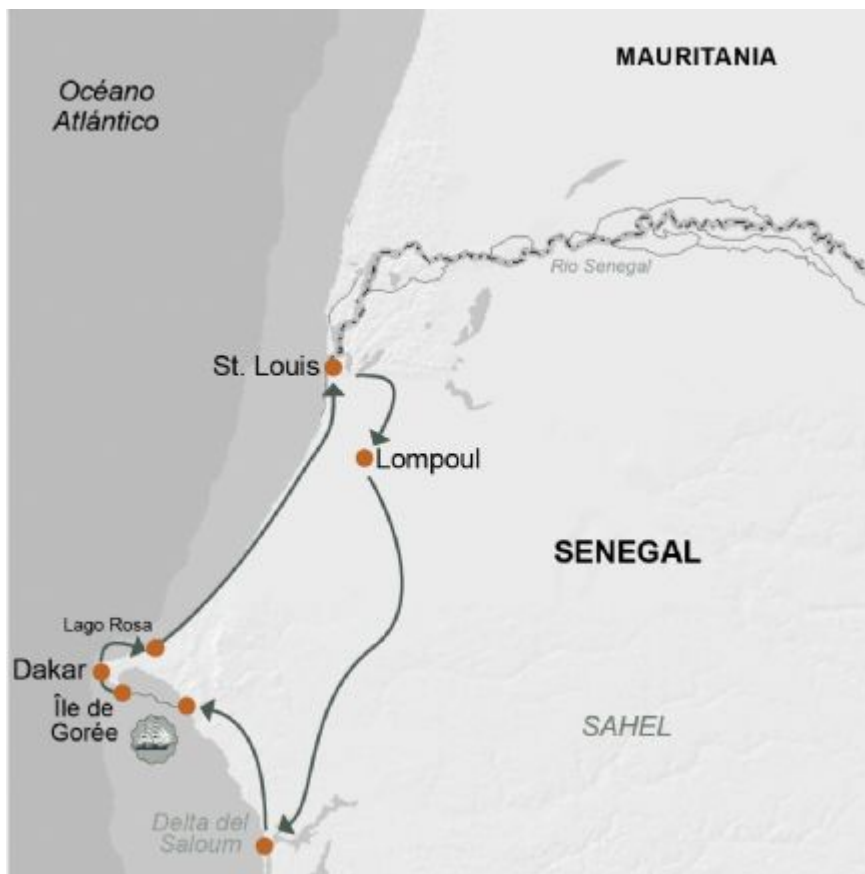 MAURITANIA
Océano
Atlántico
Rio Senegal
St. Louis
Lompoul
SENEGAL
Lago Rosa
Dakar
Île de
Gorée
SAHEL
Delta del
Saloum